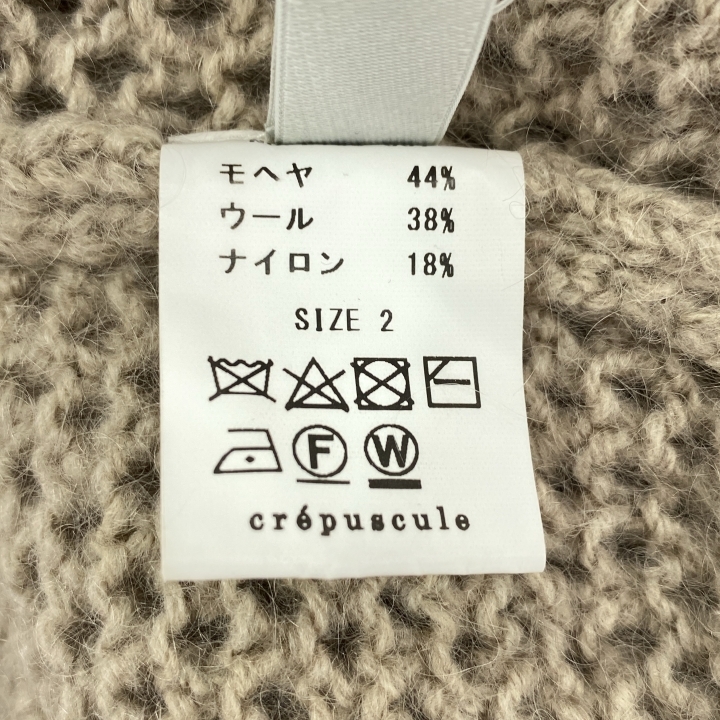 モヘヤ 44%
ウール 38%
ナイロン 18%
SIZE 2
F W
crépuscule